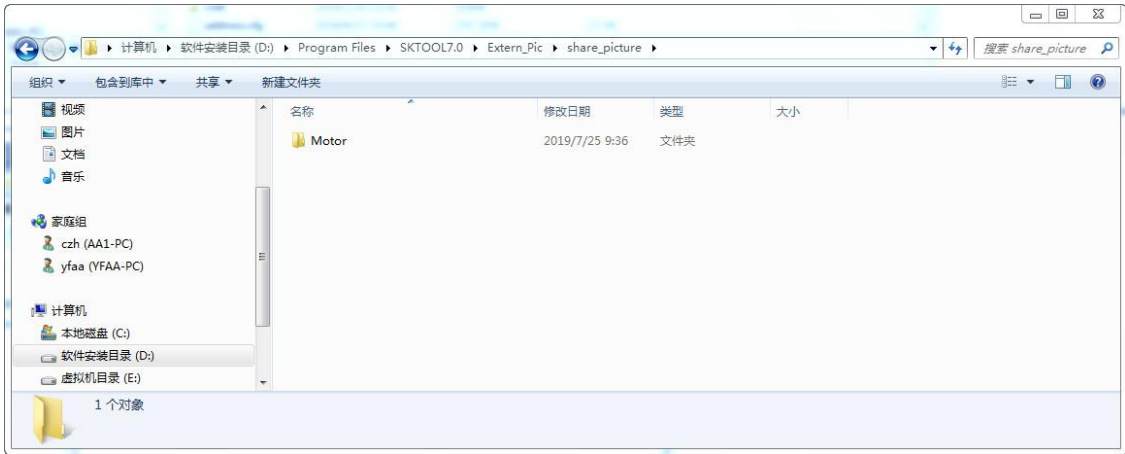 计算机 ▸ 软件安装目录 (D:) ▸ Program Files ▸ SKTOOL7.0 ▸ Extern_Pic ▸ share_picture ▸
搜索 share_picture
组织 包含到库中 共享 新建文件夹
视频
图片
文档
音乐
家庭组
czh (AA1-PC)
yfaa (YFAA-PC)
计算机
本地磁盘 (C:)
软件安装目录 (D:)
虚拟机目录 (E:)
名称 修改日期 类型 大小
Motor 2019/7/25 9:36 文件夹
1 个对象